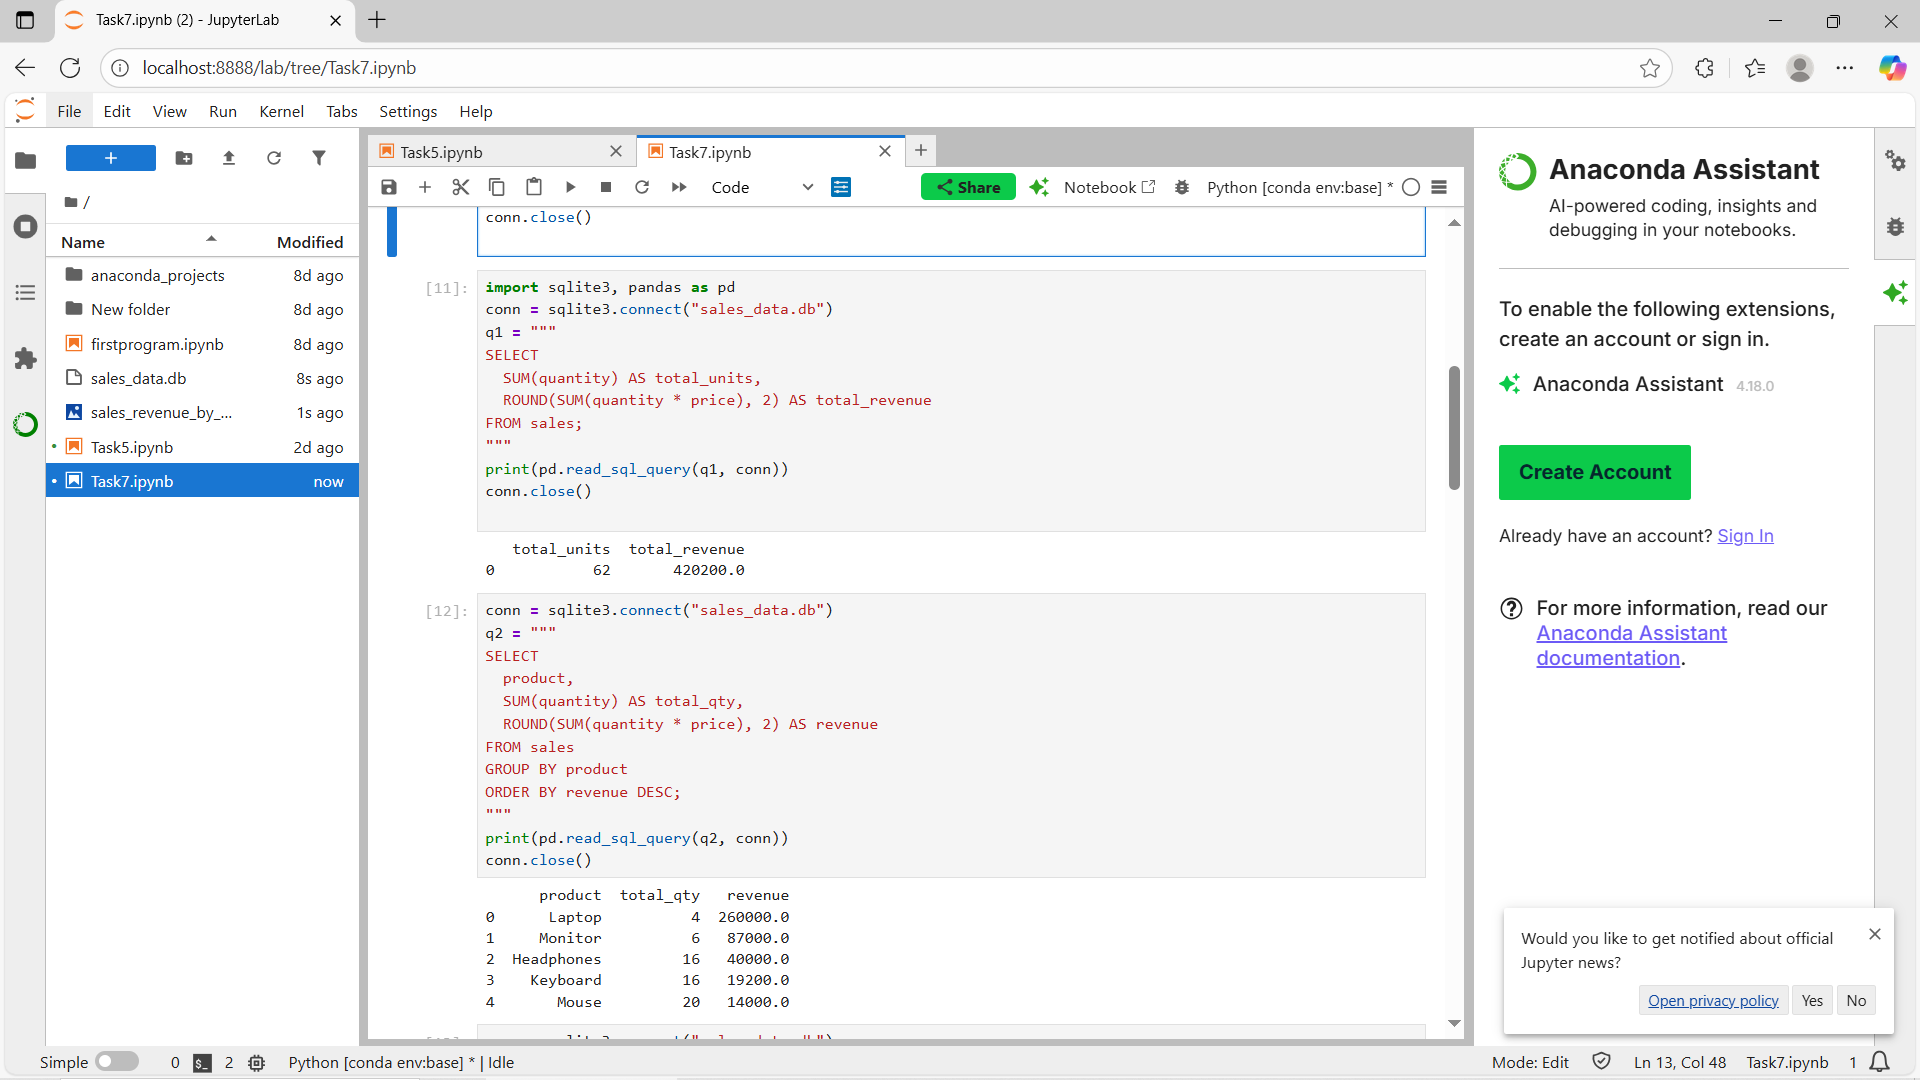 Task7.ipynb (2) - JupyterLab
localhost:8888/lab/tree/Task7.ipynb
File Edit View Run Kernel Tabs Settings Help
/
Name Modified
anaconda_projects 8d ago
New folder 8d ago
firstprogram.ipynb 8d ago
sales_data.db 8s ago
sales_revenue_by_... 1s ago
Task5.ipynb 2d ago
Task7.ipynb now
Task5.ipynb
Task7.ipynb
Code
Share
Notebook
Python [conda env:base] *
conn.close()
[11]:
import sqlite3, pandas as pd
conn = sqlite3.connect("sales_data.db")
q1 = """
SELECT
  SUM(quantity) AS total_units,
  ROUND(SUM(quantity * price), 2) AS total_revenue
FROM sales;
"""
print(pd.read_sql_query(q1, conn))
conn.close()
total_units total_revenue
0 62 420200.0
[12]:
conn = sqlite3.connect("sales_data.db")
q2 = """
SELECT
  product,
  SUM(quantity) AS total_qty,
  ROUND(SUM(quantity * price), 2) AS revenue
FROM sales
GROUP BY product
ORDER BY revenue DESC;
"""
print(pd.read_sql_query(q2, conn))
conn.close()
product total_qty revenue
0 Laptop 4 260000.0
1 Monitor 6 87000.0
2 Headphones 16 40000.0
3 Keyboard 16 19200.0
4 Mouse 20 14000.0
Anaconda Assistant
AI-powered coding, insights and
debugging in your notebooks.
To enable the following extensions,
create an account or sign in.
Anaconda Assistant 4.18.0
Create Account
Already have an account? Sign In
For more information, read our
Anaconda Assistant
documentation.
Would you like to get notified about official
Jupyter news?
Open privacy policy Yes No
Simple 0 $_ 2 Python [conda env:base] * | Idle
Mode: Edit Ln 13, Col 48 Task7.ipynb 1